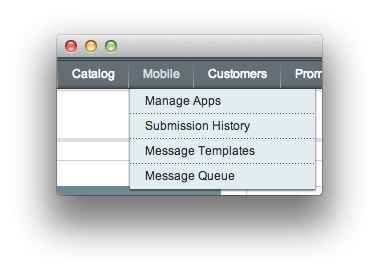 Catalog Mobile Customers
Manage Apps
Submission History
Message Templates
Message Queue